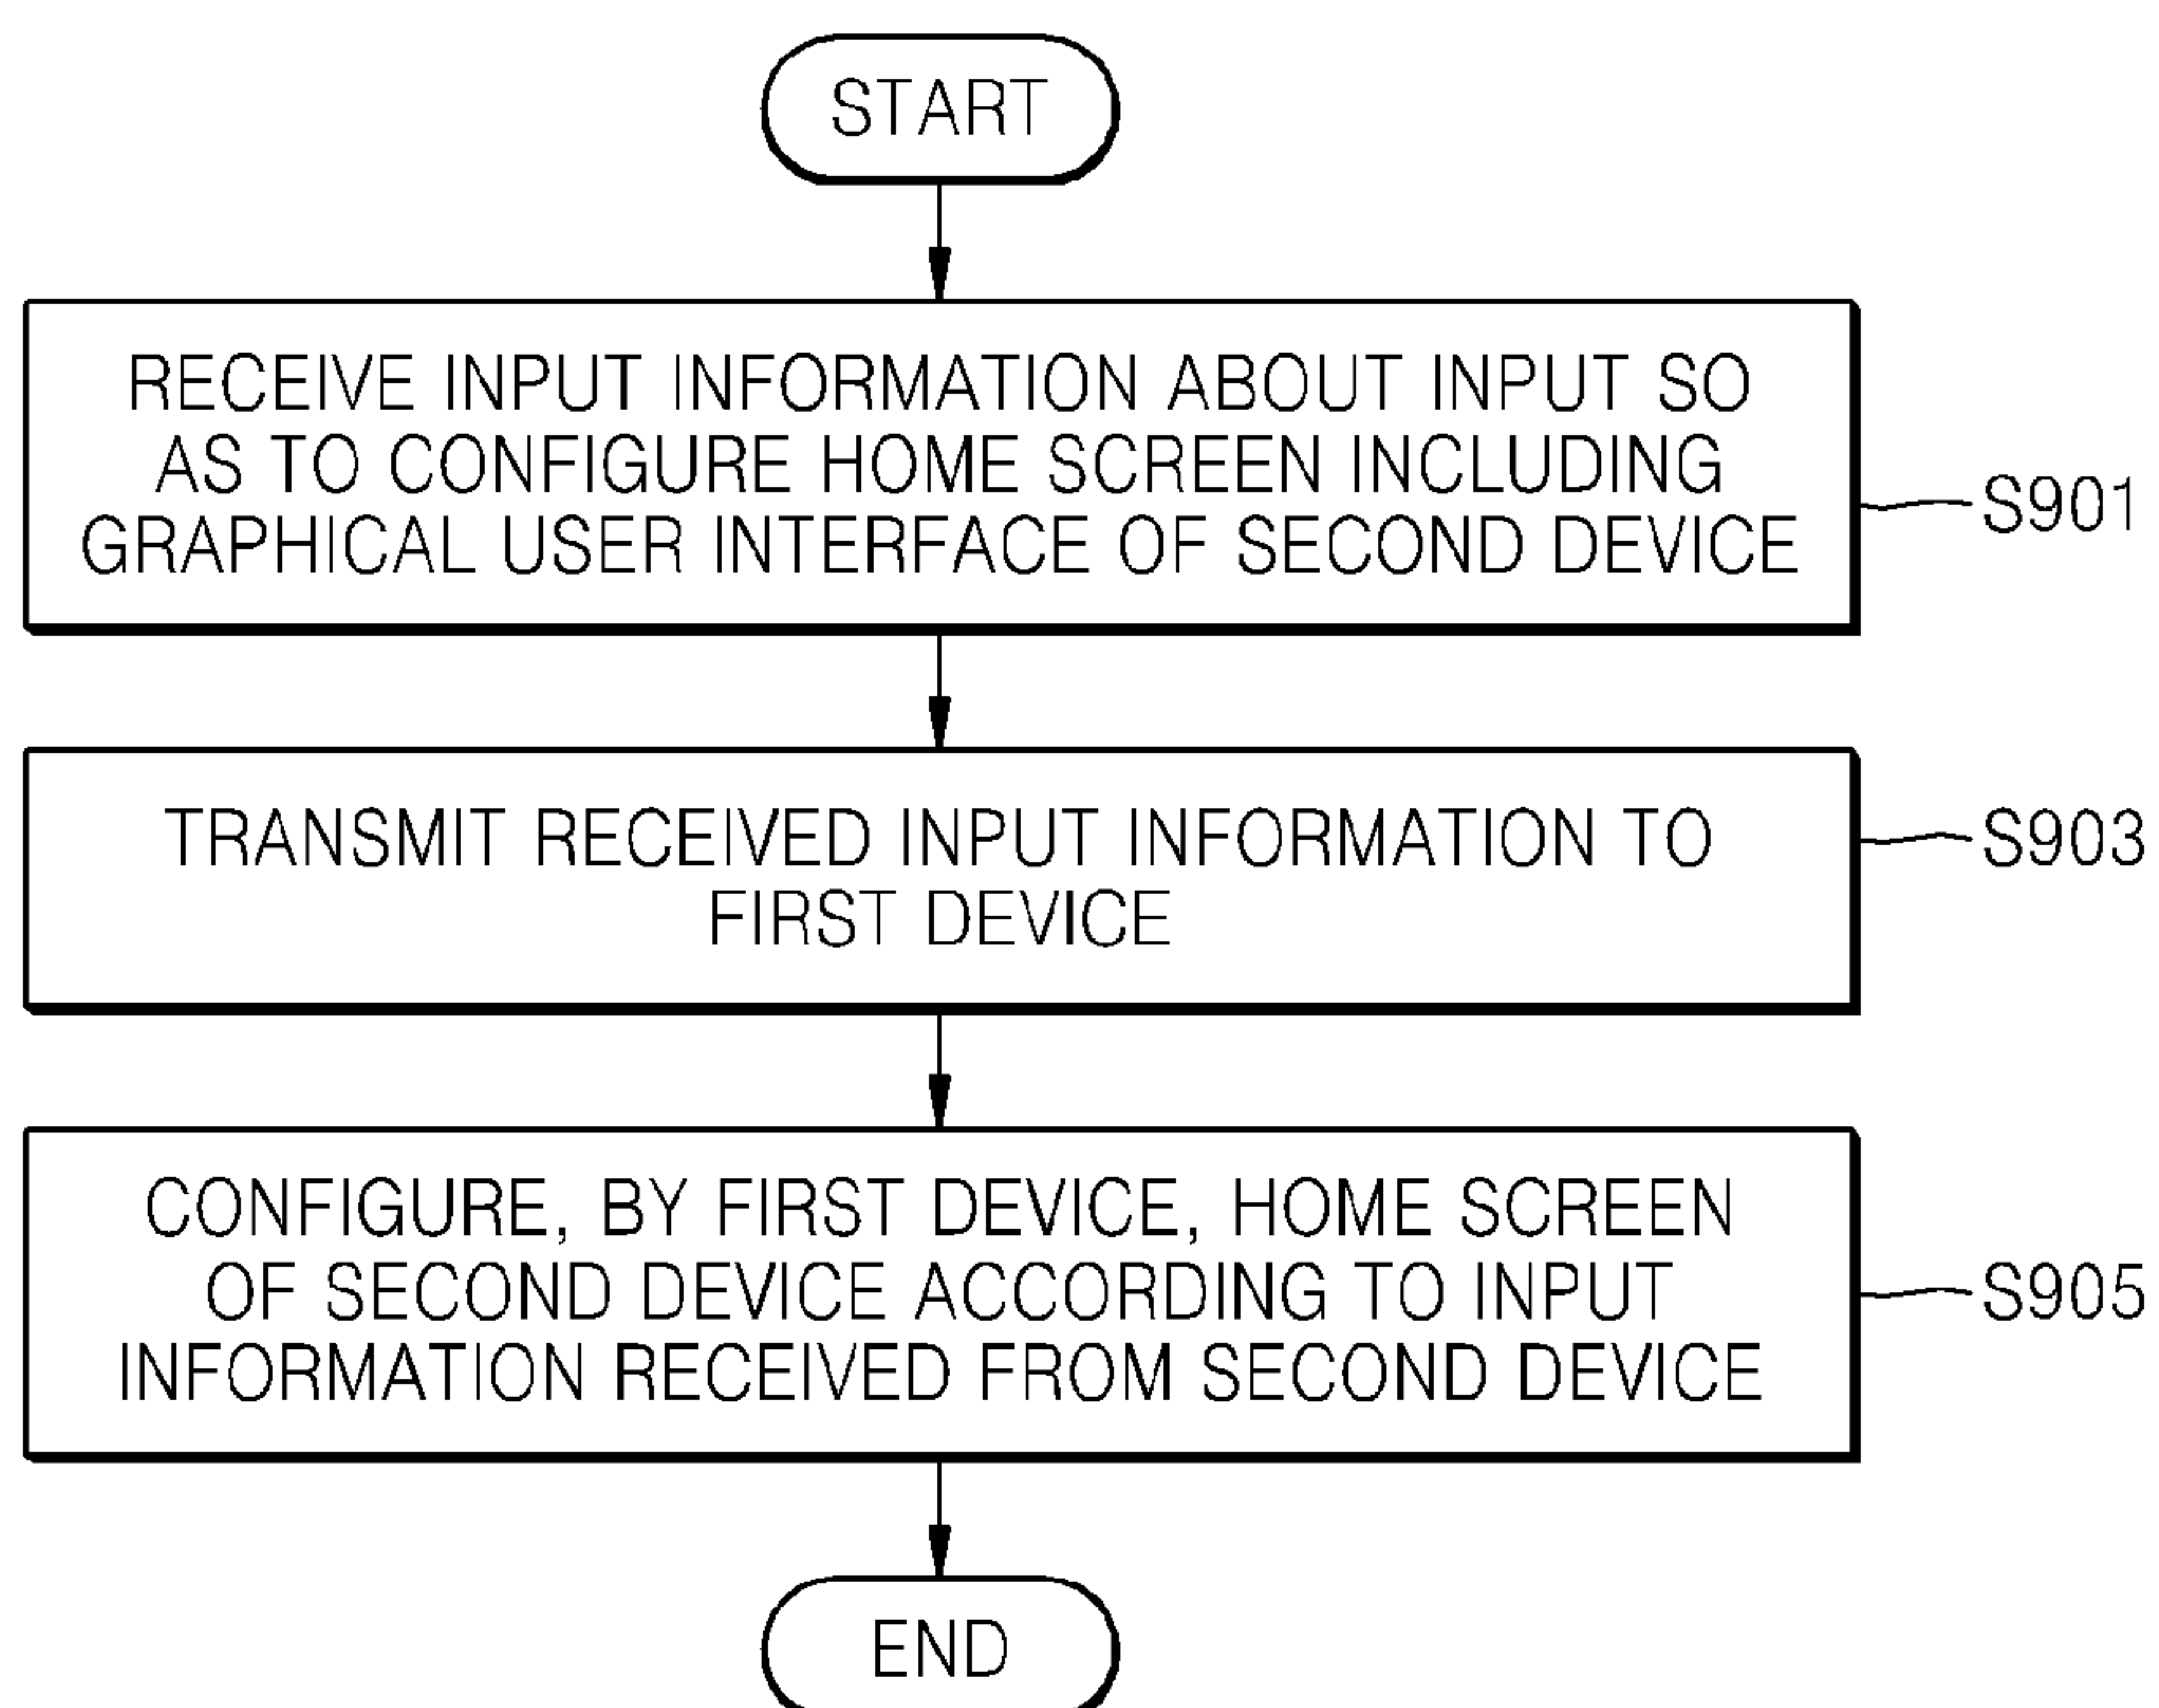 START
RECEIVE INPUT INFORMATION ABOUT INPUT SO
AS TO CONFIGURE HOME SCREEN INCLUDING
GRAPHICAL USER INTERFACE OF SECOND DEVICE
S901
TRANSMIT RECEIVED INPUT INFORMATION TO
FIRST DEVICE
S903
CONFIGURE, BY FIRST DEVICE, HOME SCREEN
OF SECOND DEVICE ACCORDING TO INPUT
INFORMATION RECEIVED FROM SECOND DEVICE
S905
END